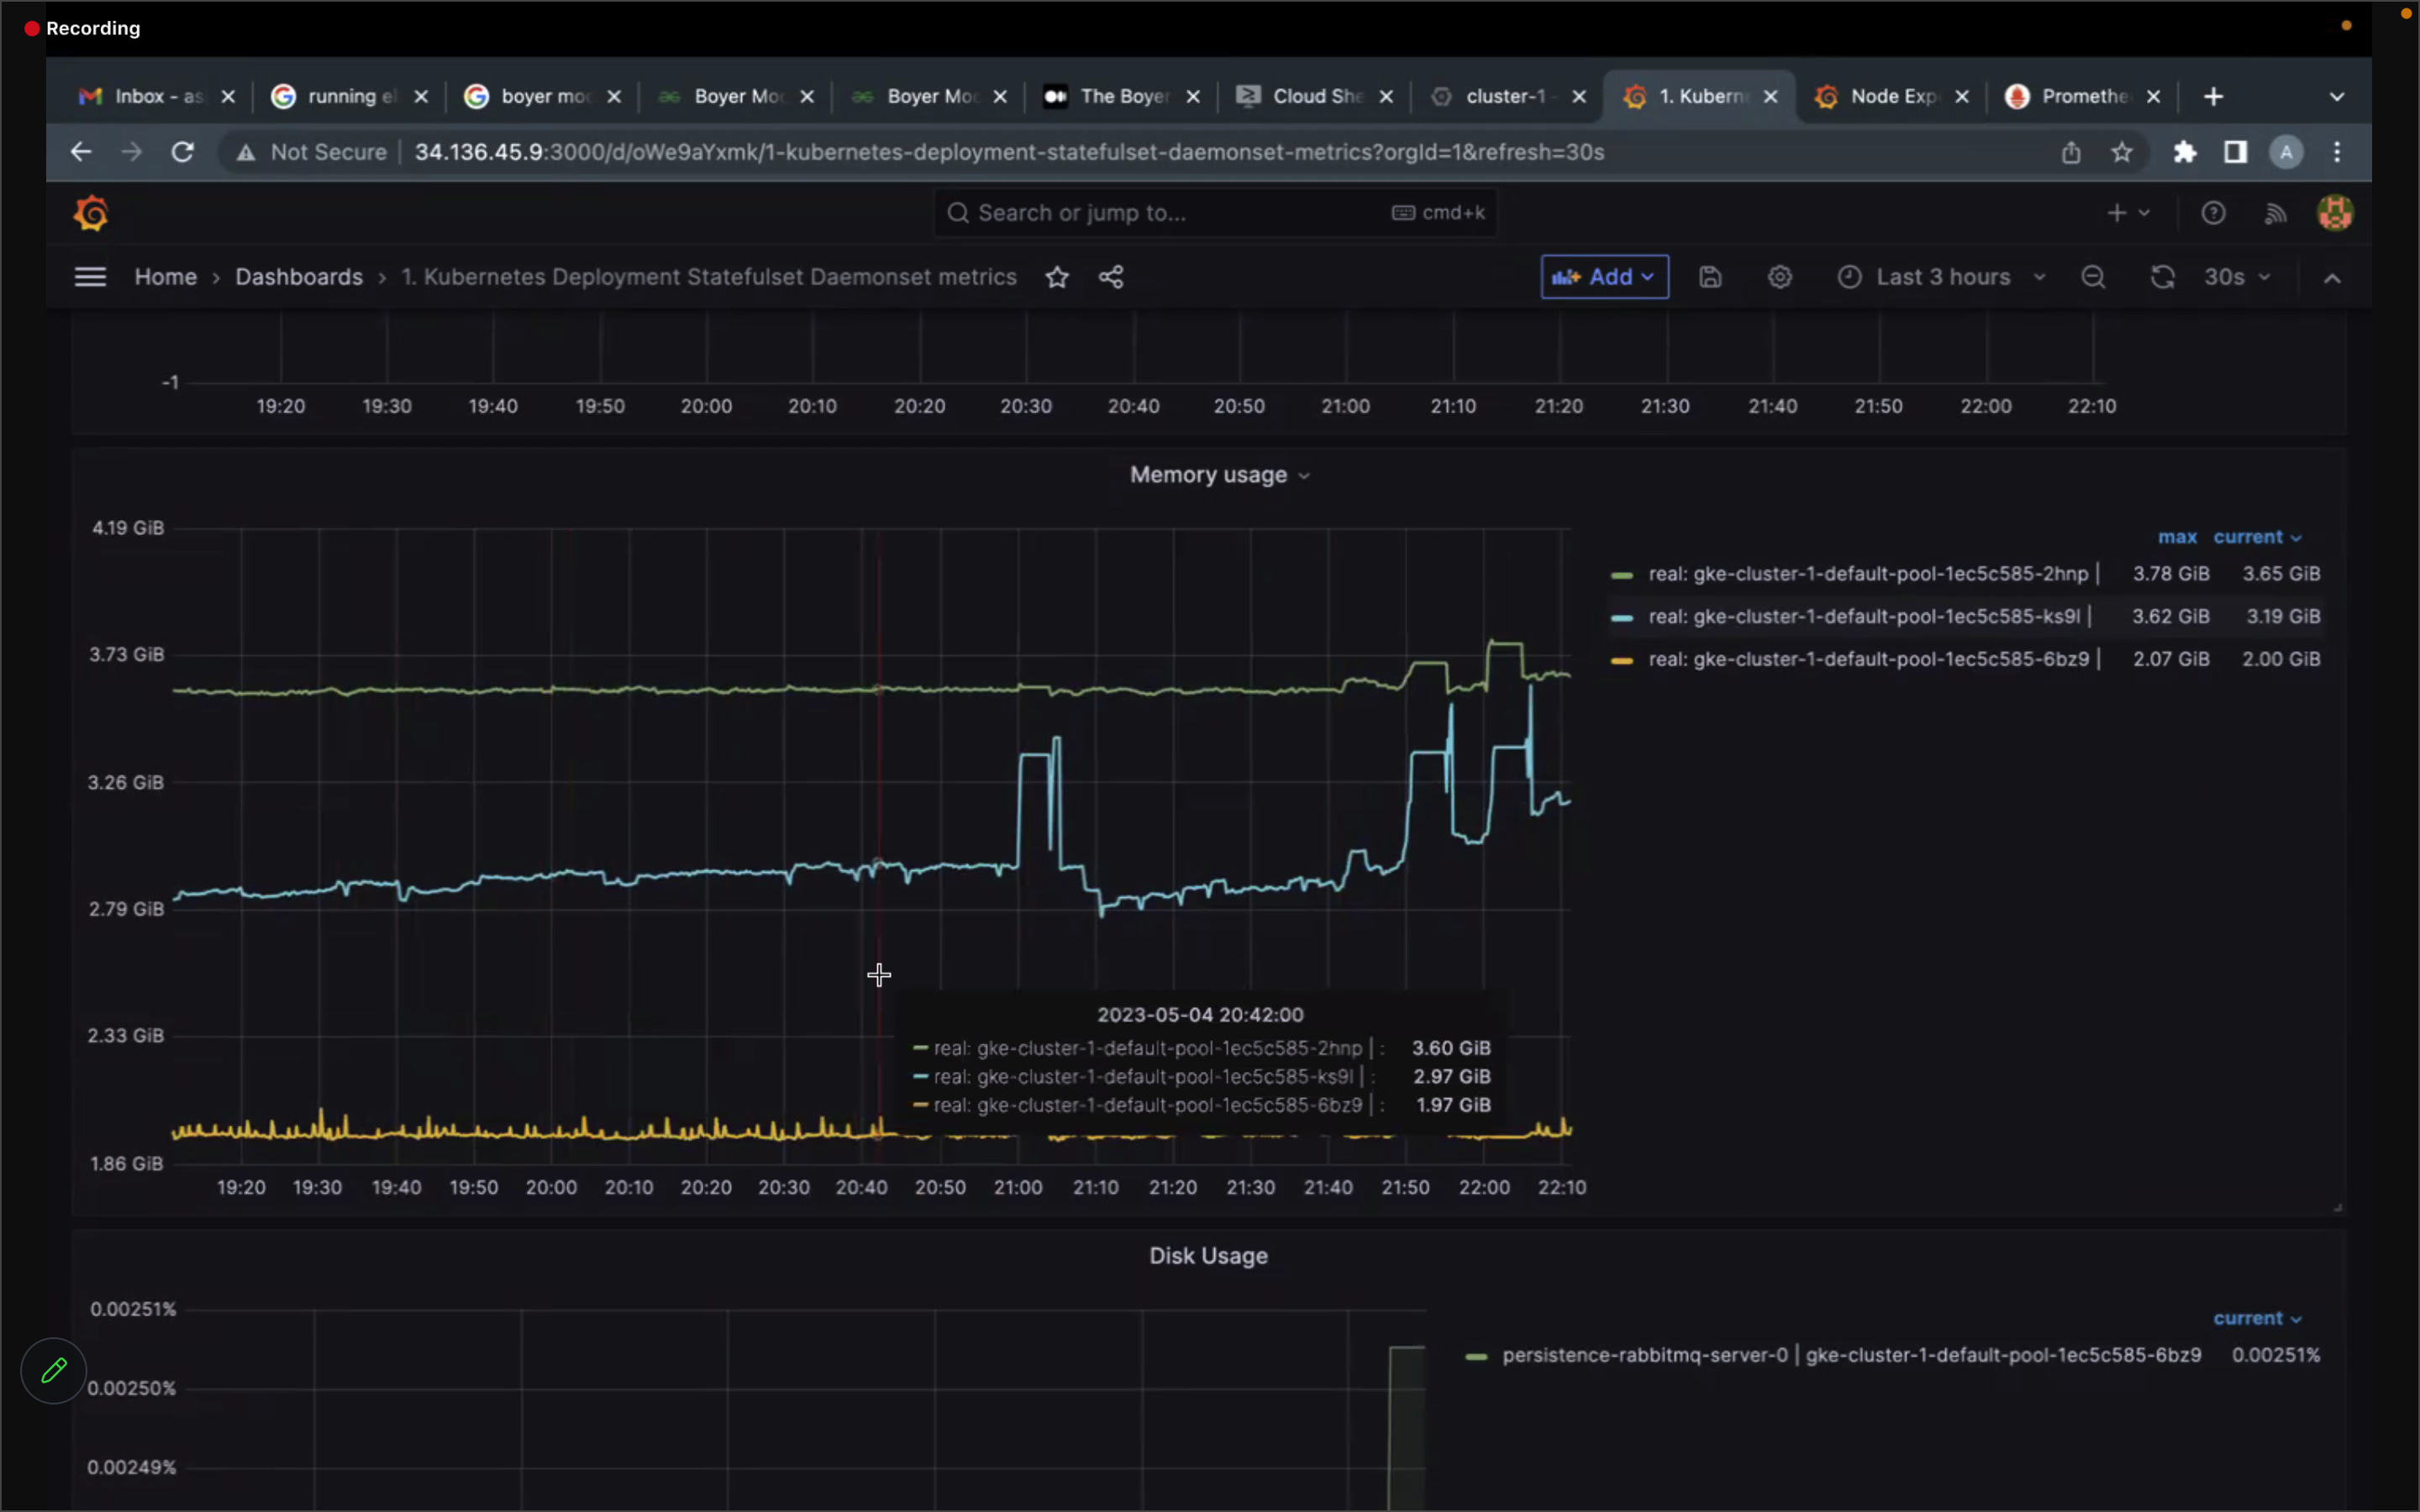 Recording
Inbox - as
running el
boyer moo
Boyer Moo
Boyer Moo
The Boyer
Cloud She
cluster-1 -
1. Kubern
Node Exp
Promethe
Not Secure | 34.136.45.9:3000/d/oWe9aYxmk/1-kubernetes-deployment-statefulset-daemonset-metrics?orgId=1&refresh=30s
A
Search or jump to...
cmd+k
Home › Dashboards › 1. Kubernetes Deployment Statefulset Daemonset metrics
Add
Last 3 hours
30s
-1
19:20 19:30 19:40 19:50 20:00 20:10 20:20 20:30 20:40 20:50 21:00 21:10 21:20 21:30 21:40 21:50 22:00 22:10
Memory usage
4.19 GiB
3.73 GiB
3.26 GiB
2.79 GiB
2.33 GiB
1.86 GiB
max current
real: gke-cluster-1-default-pool-1ec5c585-2hnp | 3.78 GiB 3.65 GiB
real: gke-cluster-1-default-pool-1ec5c585-ks9l | 3.62 GiB 3.19 GiB
real: gke-cluster-1-default-pool-1ec5c585-6bz9 | 2.07 GiB 2.00 GiB
2023-05-04 20:42:00
real: gke-cluster-1-default-pool-1ec5c585-2hnp | : 3.60 GiB
real: gke-cluster-1-default-pool-1ec5c585-ks9l | : 2.97 GiB
real: gke-cluster-1-default-pool-1ec5c585-6bz9 | : 1.97 GiB
19:20 19:30 19:40 19:50 20:00 20:10 20:20 20:30 20:40 20:50 21:00 21:10 21:20 21:30 21:40 21:50 22:00 22:10
Disk Usage
0.00251%
0.00250%
0.00249%
current
persistence-rabbitmq-server-0 | gke-cluster-1-default-pool-1ec5c585-6bz9 0.00251%